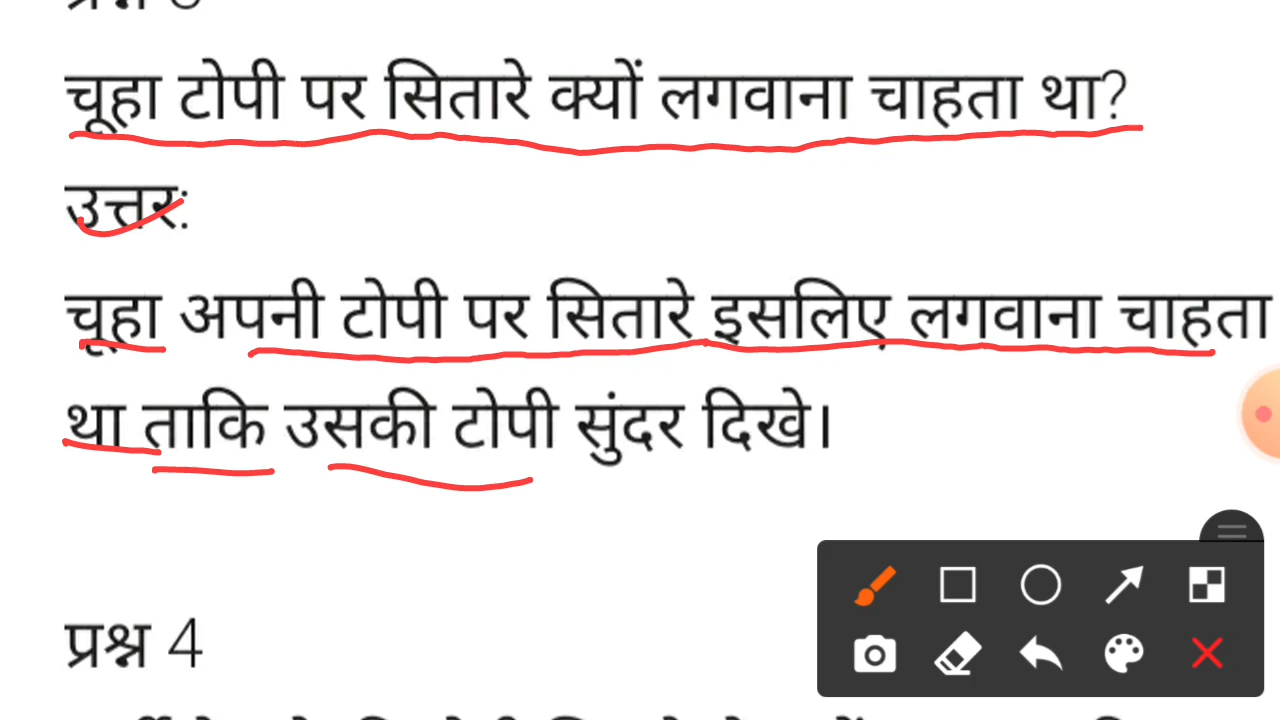 चूहा टोपी पर सितारे क्यों लगवाना चाहता था?
उत्तर:
चूहा अपनी टोपी पर सितारे इसलिए लगवाना चाहता
था ताकि उसकी टोपी सुंदर दिखे।
प्रश्न 4